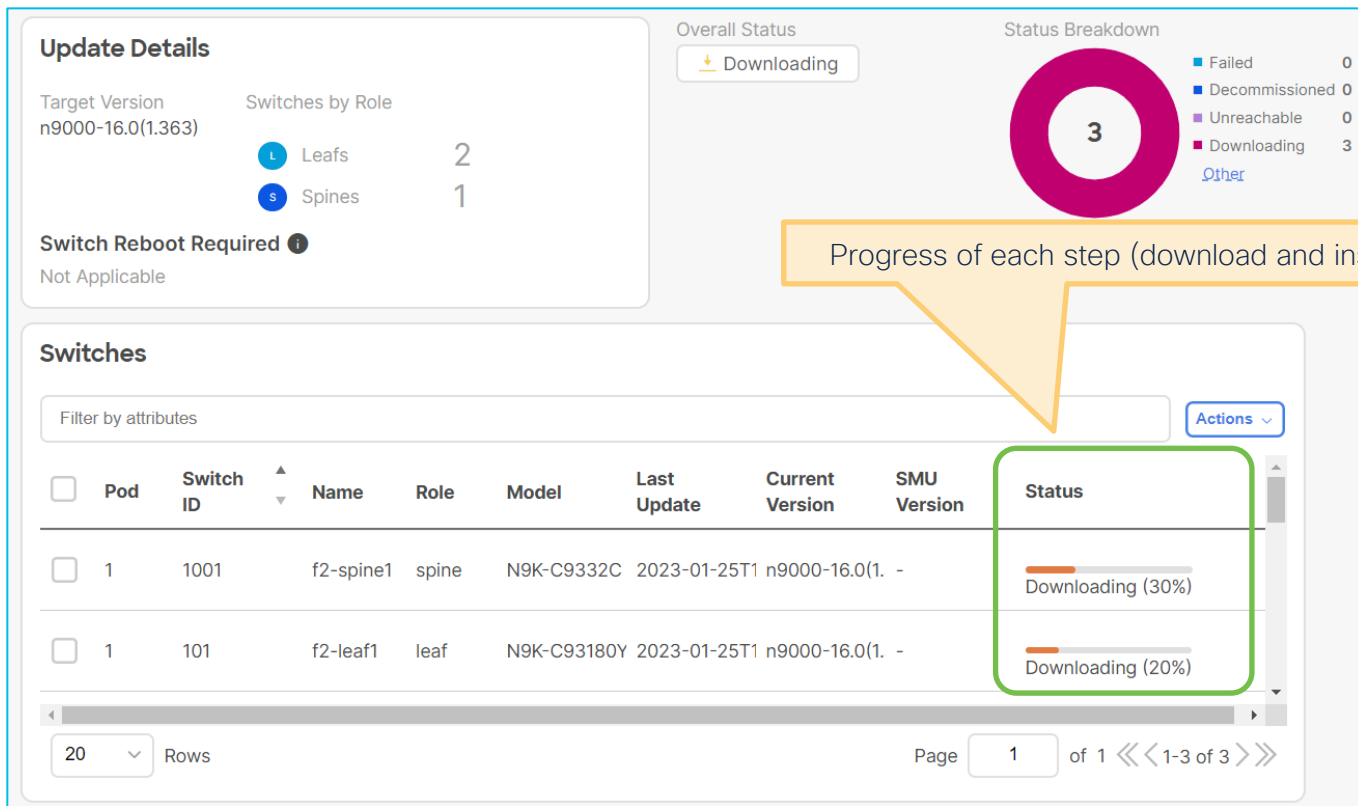 Update Details
Target Version
n9000-16.0(1.363)
Switches by Role
L Leafs 2
S Spines 1
Switch Reboot Required
Not Applicable
Overall Status
Downloading
Status Breakdown
3
Failed 0
Decommissioned 0
Unreachable 0
Downloading 3
Other
Progress of each step (download and ins
Switches
Filter by attributes
Actions
Pod Switch ID Name Role Model Last Update Current Version SMU Version Status
1 1001 f2-spine1 spine N9K-C9332C 2023-01-25T1 n9000-16.0(1. -
Downloading (30%)
1 101 f2-leaf1 leaf N9K-C93180Y 2023-01-25T1 n9000-16.0(1. -
Downloading (20%)
20 Rows Page 1 of 1 1-3 of 3